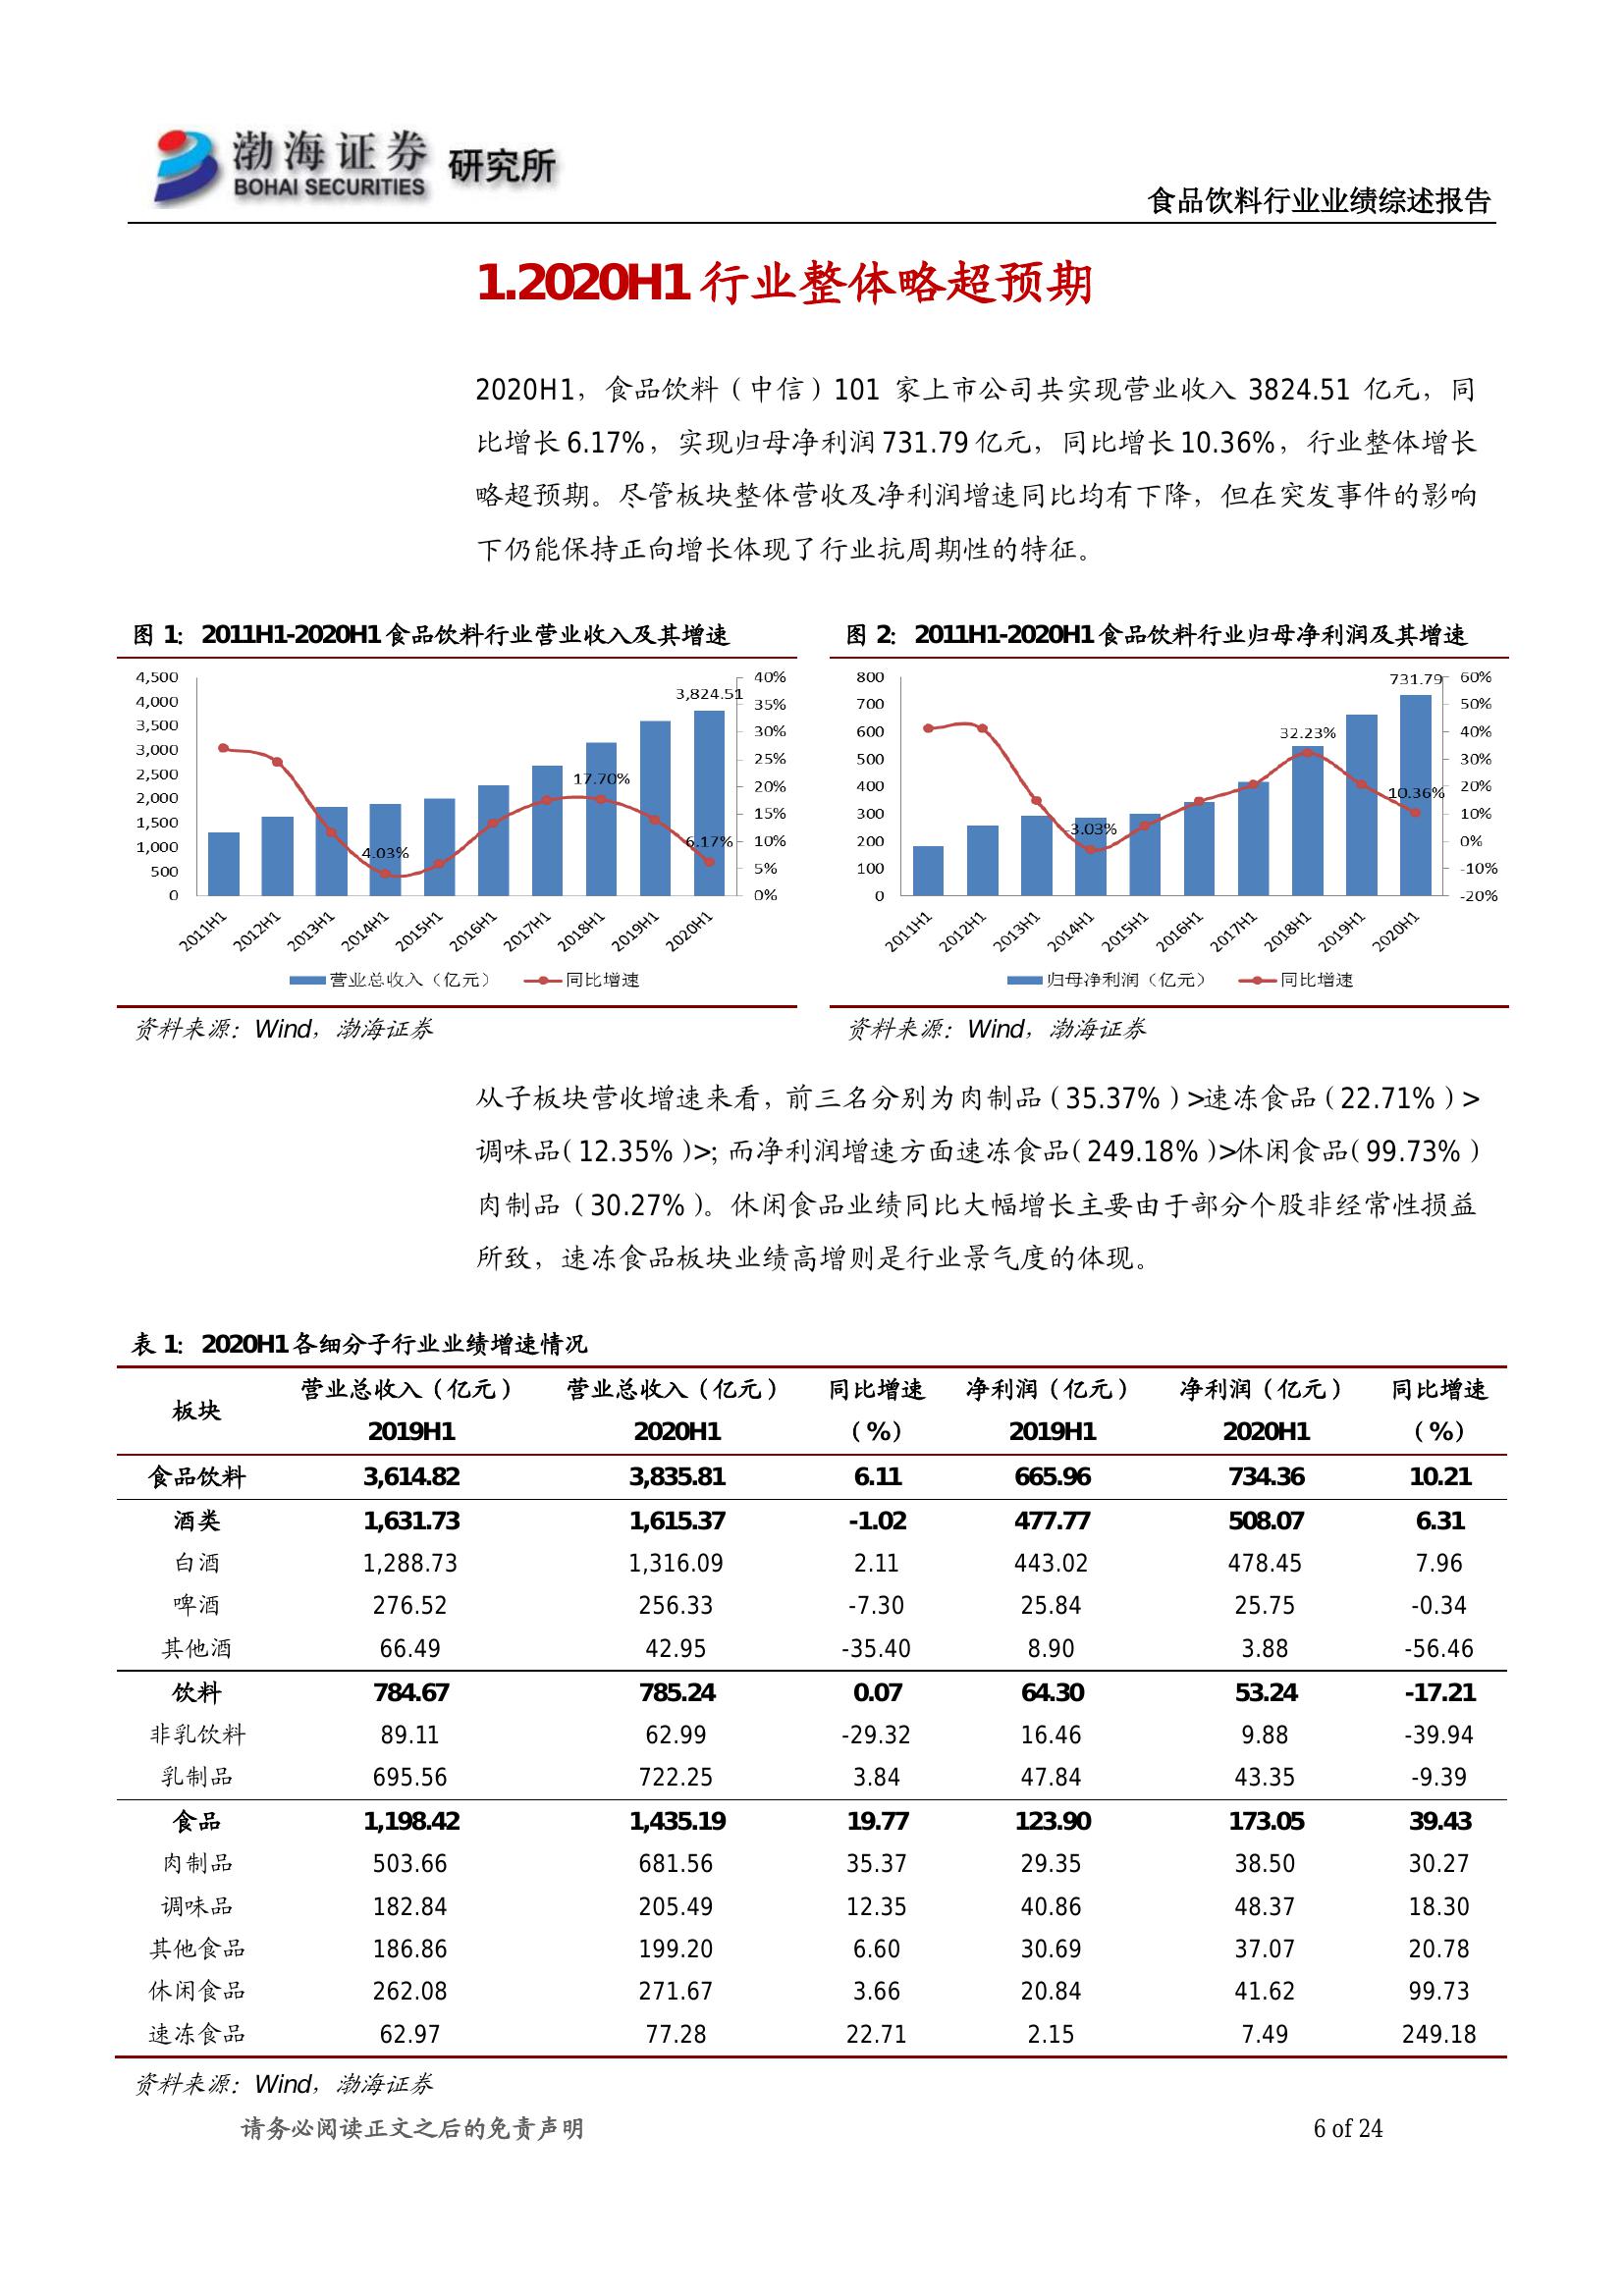 渤海证券 研究所
BOHAI SECURITIES
食品饮料行业业绩综述报告
1.2020H1 行业整体略超预期
2020H1，食品饮料（中信）101 家上市公司共实现营业收入 3824.51 亿元，同
比增长 6.17%，实现归母净利润 731.79 亿元，同比增长 10.36%，行业整体增长
略超预期。尽管板块整体营收及净利润增速同比均有下降，但在突发事件的影响
下仍能保持正向增长体现了行业抗周期性的特征。
图 1： 2011H1-2020H1 食品饮料行业营业收入及其增速
4,500
4,000
3,500
3,000
2,500
2,000
1,500
1,000
500
0
40%
35%
30%
25%
20%
15%
10%
5%
0%
3,824.51
17.70%
4.03%
6.17%
2011H1 2012H1 2013H1 2014H1 2015H1 2016H1 2017H1 2018H1 2019H1 2020H1
营业总收入（亿元） 同比增速
资料来源：Wind，渤海证券
图 2： 2011H1-2020H1 食品饮料行业归母净利润及其增速
800
700
600
500
400
300
200
100
0
60%
50%
40%
30%
20%
10%
0%
-10%
-20%
731.79
32.23%
-3.03%
10.36%
2011H1 2012H1 2013H1 2014H1 2015H1 2016H1 2017H1 2018H1 2019H1 2020H1
归母净利润（亿元） 同比增速
资料来源：Wind，渤海证券
从子板块营收增速来看，前三名分别为肉制品（35.37%）>速冻食品（22.71%）>
调味品（12.35%）>；而净利润增速方面速冻食品（249.18%）>休闲食品（99.73%）
肉制品（30.27%）。休闲食品业绩同比大幅增长主要由于部分个股非经常性损益
所致，速冻食品板块业绩高增则是行业景气度的体现。
表 1： 2020H1 各细分子行业业绩增速情况
板块 营业总收入（亿元） 营业总收入（亿元） 同比增速 净利润（亿元） 净利润（亿元） 同比增速
2019H1 2020H1 （%） 2019H1 2020H1 （%）
食品饮料 3,614.82 3,835.81 6.11 665.96 734.36 10.21
酒类 1,631.73 1,615.37 -1.02 477.77 508.07 6.31
白酒 1,288.73 1,316.09 2.11 443.02 478.45 7.96
啤酒 276.52 256.33 -7.30 25.84 25.75 -0.34
其他酒 66.49 42.95 -35.40 8.90 3.88 -56.46
饮料 784.67 785.24 0.07 64.30 53.24 -17.21
非乳饮料 89.11 62.99 -29.32 16.46 9.88 -39.94
乳制品 695.56 722.25 3.84 47.84 43.35 -9.39
食品 1,198.42 1,435.19 19.77 123.90 173.05 39.43
肉制品 503.66 681.56 35.37 29.35 38.50 30.27
调味品 182.84 205.49 12.35 40.86 48.37 18.30
其他食品 186.86 199.20 6.60 30.69 37.07 20.78
休闲食品 262.08 271.67 3.66 20.84 41.62 99.73
速冻食品 62.97 77.28 22.71 2.15 7.49 249.18
资料来源：Wind，渤海证券
请务必阅读正文之后的免责声明 6 of 24